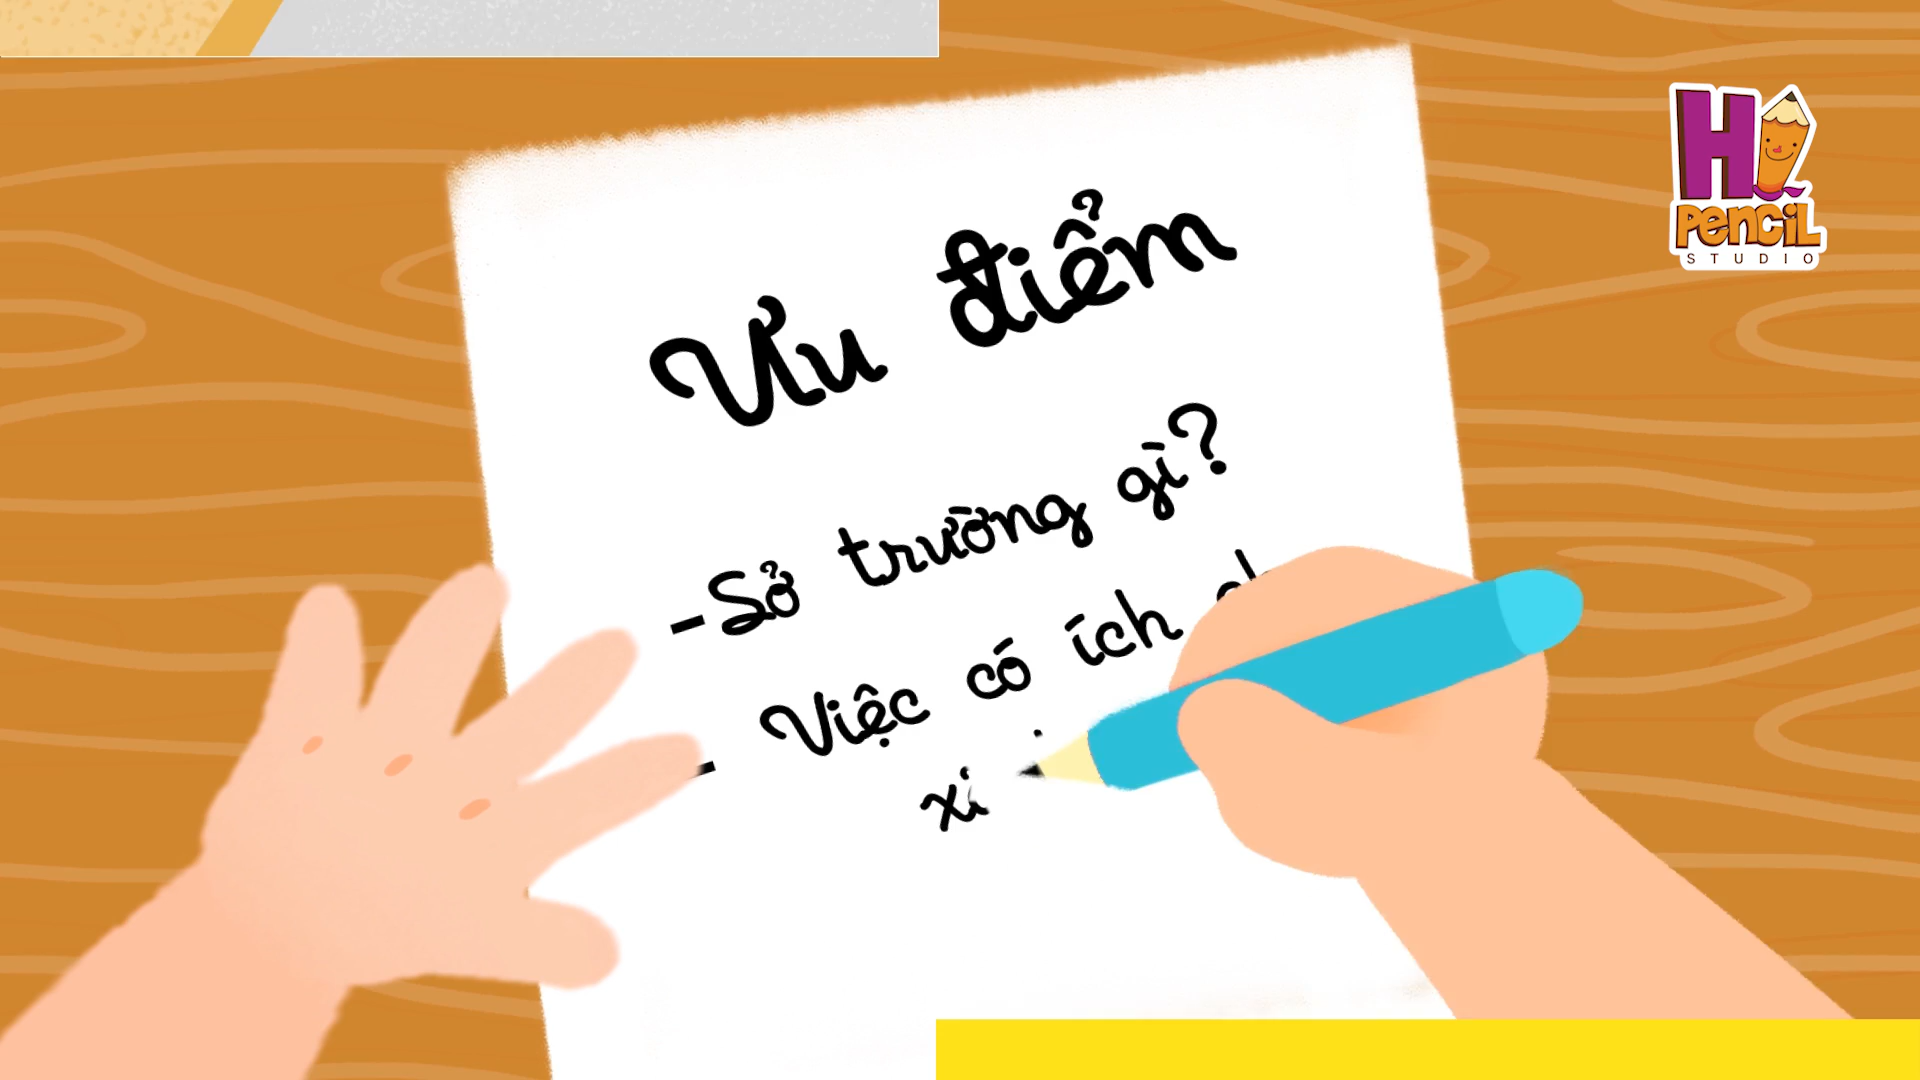 Ưu điểm
- Sở trường gì?
- Việc có ích
HI
PENCIL
STUDIO